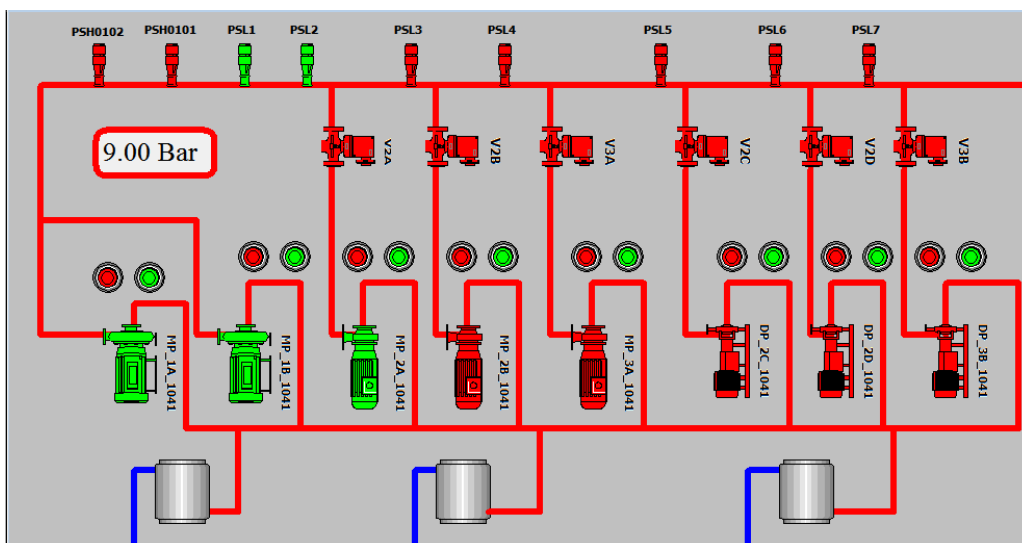 PSH0102
PSH0101
PSL1
PSL2
PSL3
PSL4
PSL5
PSL6
PSL7
9.00 Bar
V2A
V2B
V3A
V2C
V2D
V3B
MP_1A_1041
MP_1B_1041
MP_2A_1041
MP_2B_1041
MP_3A_1041
DP_2C_1041
DP_2D_1041
DP_3B_1041